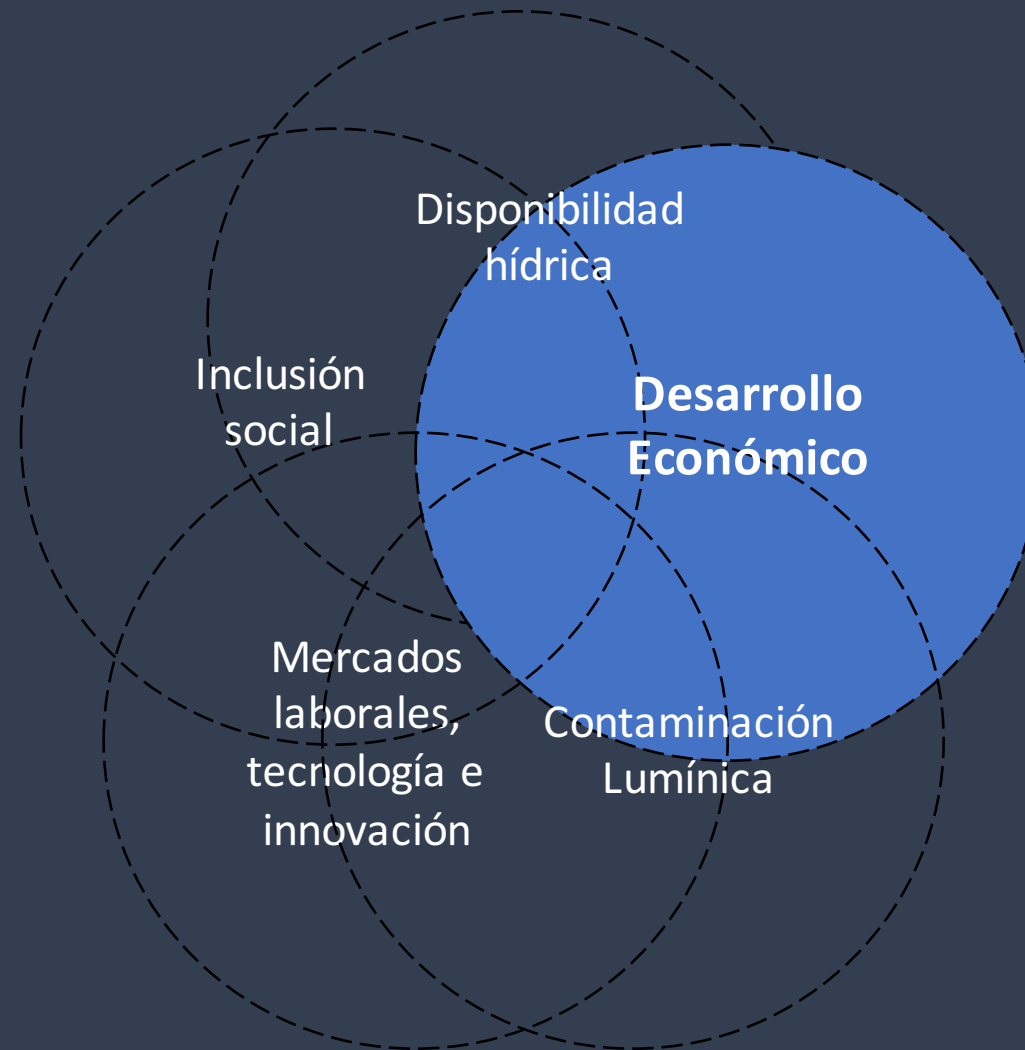 Disponibilidad
hídrica
Inclusión
social
Desarrollo
Económico
Mercados
laborales,
tecnología e
innovación
Contaminación
Lumínica